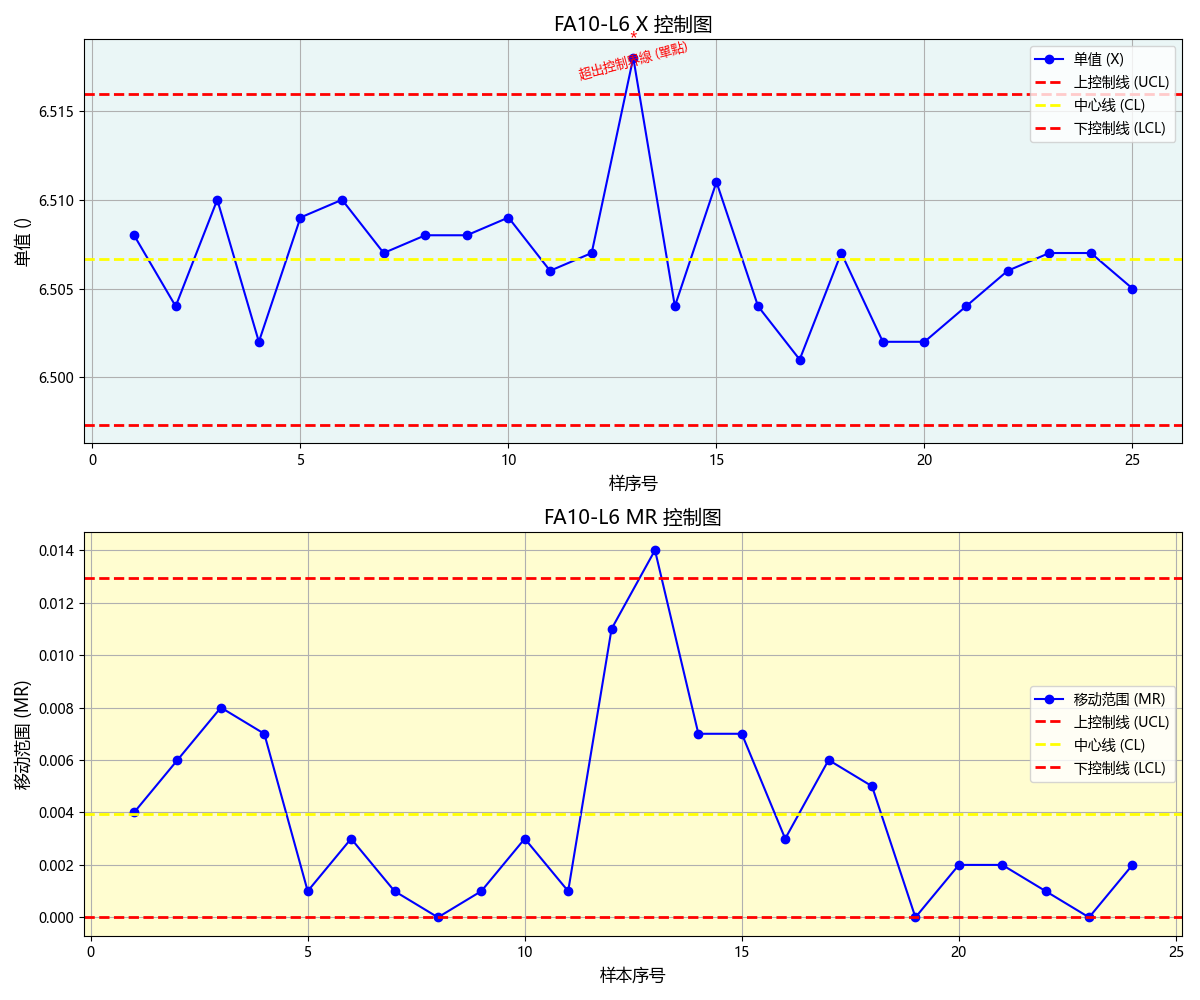 FA10-L6 X 控制图
*
超出控制界線 (單點)
单值 (X)
上控制线 (UCL)
中心线 (CL)
下控制线 (LCL)
单值 ()
6.515
6.510
6.505
6.500
0 5 10 15 20 25
样序号
FA10-L6 MR 控制图
移动范围 (MR)
0.014
0.012
0.010
0.008
0.006
0.004
0.002
0.000
移动范围 (MR)
上控制线 (UCL)
中心线 (CL)
下控制线 (LCL)
0 5 10 15 20 25
样本序号